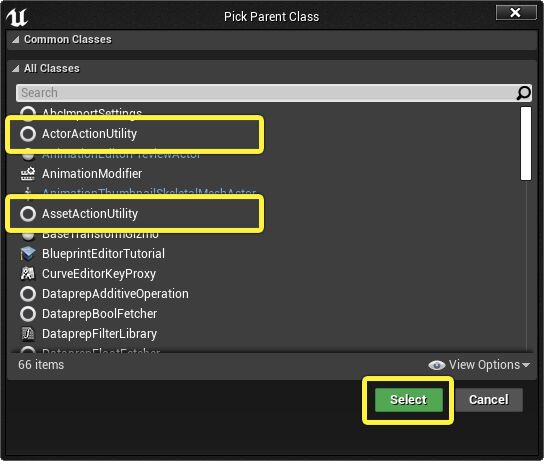 Pick Parent Class
Common Classes
All Classes
Search
AbcImportSettings
ActorActionUtility
AnimationEditorPreviewActor
AnimationModifier
AnimationThumbnailSkeletalMeshActor
AssetActionUtility
BaseTransformGizmo
BlueprintEditorTutorial
CurveEditorKeyProxy
DataprepAdditiveOperation
DataprepBoolFetcher
DataprepFilterLibrary
DataprepFloatFetcher
66 items
View Options
Select
Cancel